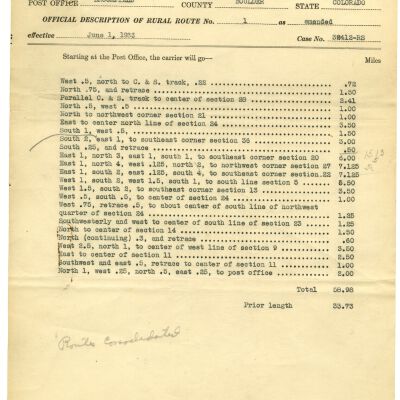 POST OFFICE COUNTY BOULDER STATE COLORADO
OFFICIAL DESCRIPTION OF RURAL ROUTE No. 1 as amended
effective June 1, 1933 Case No. 32412-RS
Starting at the Post Office, the carrier will go— Miles
West .5, north to C. & S. track, .22 .72
North .75, and retrace 1.50
Parallel C. & S. track to center of section 28 2.41
North .5, west .5 1.00
North to northwest corner section 21 1.00
East to center north line of section 24 3.50
South 1, west .5 1.50
South 2, east 1, to southeast corner section 36 3.00
South .25, and retrace .50
East 1, north 3, east 1, south 1, to southeast corner section 20 6.00
East 1, north 4, west .125, north 2, to northwest corner section 27 7.125
East 1, south 2, east .125, south 4, to southeast corner section 22 7.125
West 1, south 2, west 1.5, south 1, to south line section 5 5.50
West 1.5, south 2, to southeast corner section 13 3.50
West .5, south .5, to center of section 24 1.00
West .75, retrace .5, to about center of south line of northwest
quarter of section 24 1.25
Southwesterly and west to center of south line of section 23 1.25
North to center of section 14 1.50
North (continuing) .3, and retrace .60
West 2.5, north 1, to center of west line of section 9 3.50
East to center of section 11 2.50
Southwest and east .5, retrace to center of section 11 1.00
North 1, west .25, north .5, east .25, to post office 2.00
Total 58.98
Prior length 33.73
Routes Consolidated